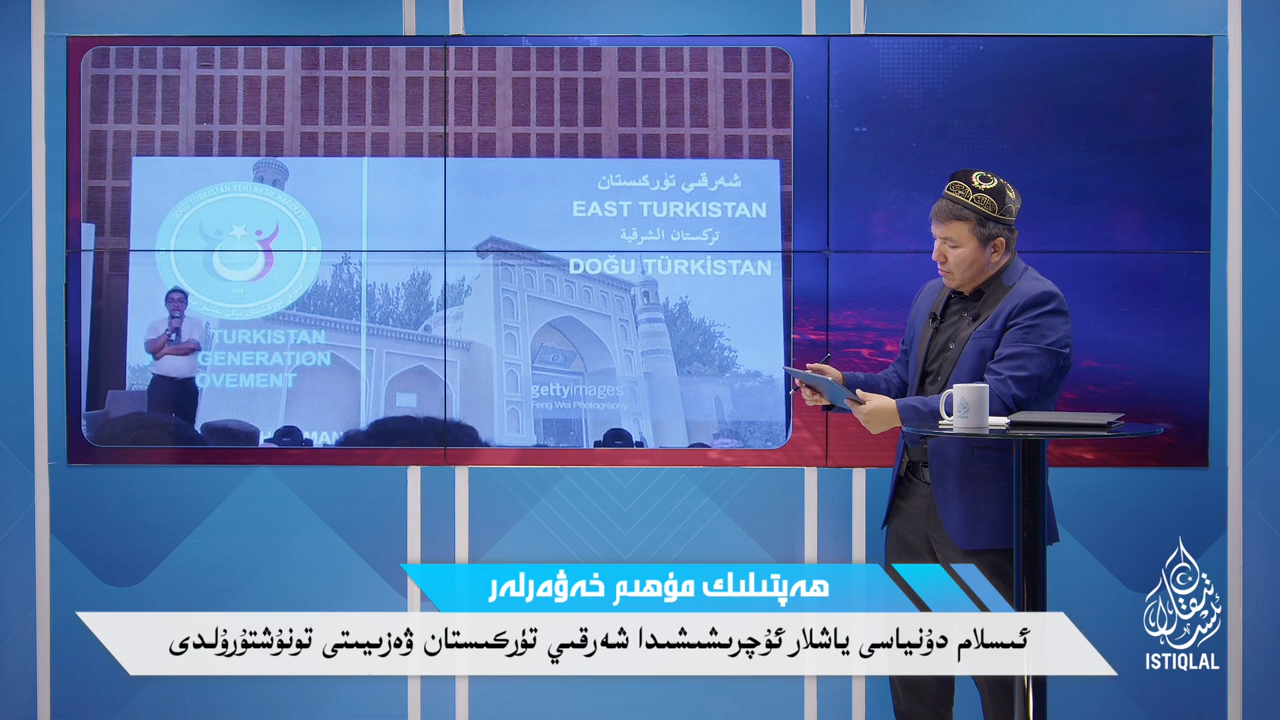 شەرقىي تۈركىستان
EAST TURKISTAN
تركستان الشرقية
DOĞU TÜRKİSTAN
TURKISTAN
GENERATION
OVEMENT
gettyimages
Feng Wei Photography
ھەپتىلىك مۇھىم خەۋەرلەر
ئىسلام دۇنياسى ياشلار ئۇچرىشىشىدا شەرقىي تۈركىستان ۋەزىيىتى تونۇشتۇرۇلدى
ئىستىقلال
ISTIQLAL